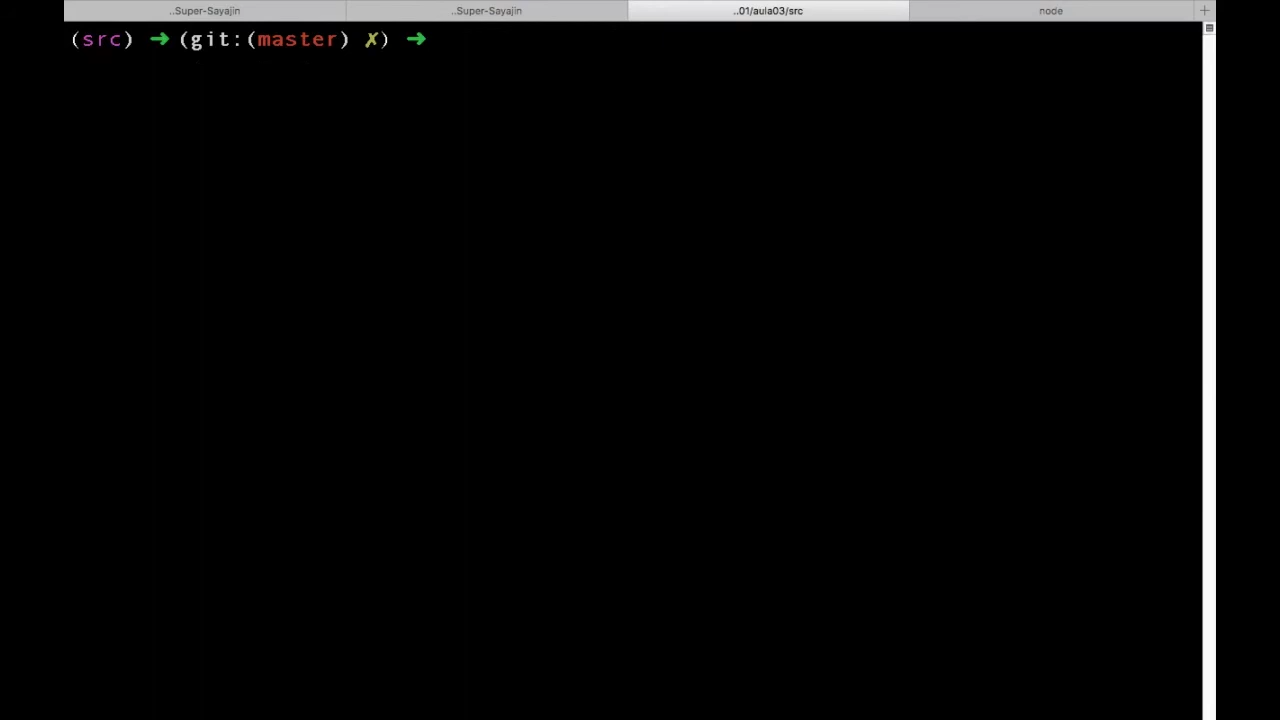 ..Super-Sayajin
..Super-Sayajin
..01/aula03/src
node
(src) ➜ (git:(master) ✗) ➜